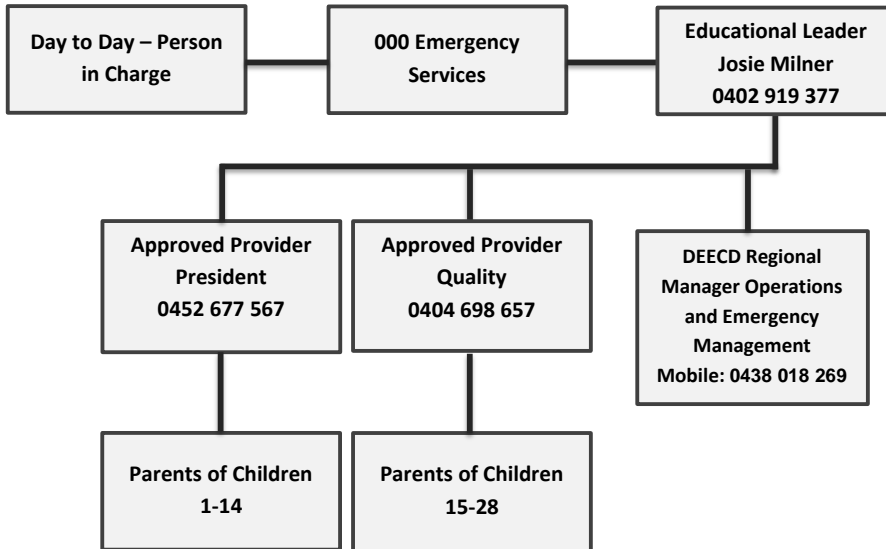 Day to Day – Person
in Charge
000 Emergency
Services
Educational Leader
Josie Milner
0402 919 377
Approved Provider
President
0452 677 567
Approved Provider
Quality
0404 698 657
DEECD Regional
Manager Operations
and Emergency
Management
Mobile: 0438 018 269
Parents of Children
1-14
Parents of Children
15-28